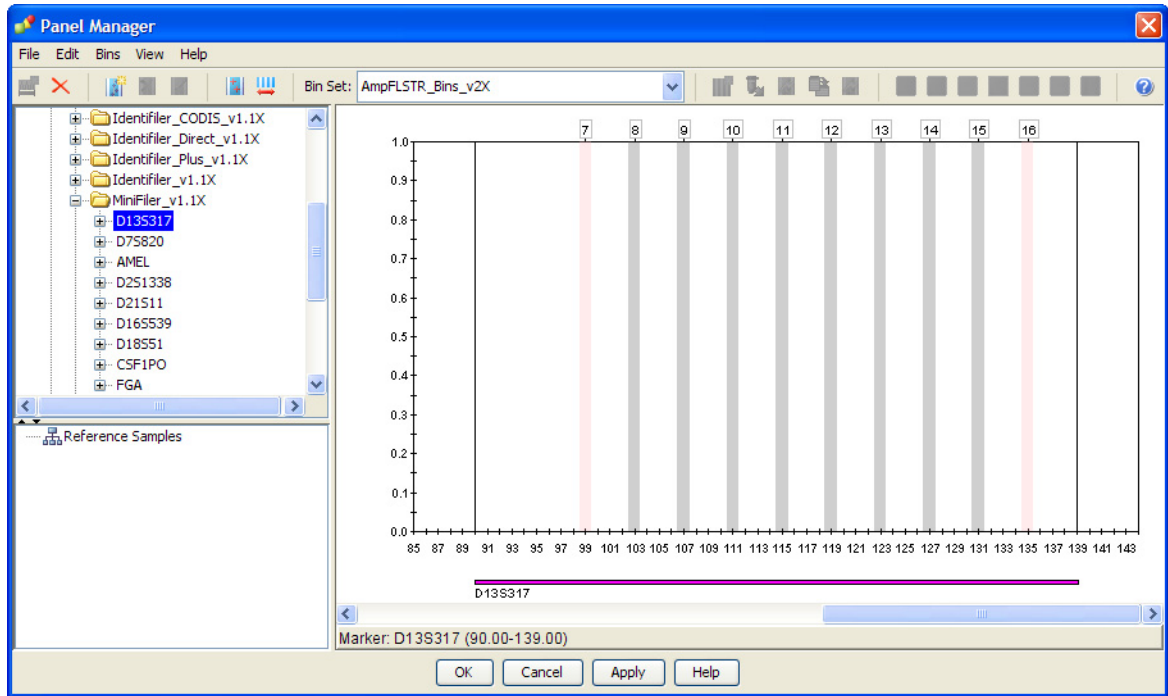 Panel Manager
File Edit Bins View Help
Bin Set: AmpFLSTR_Bins_v2X
Identifiler_CODIS_v1.1X
Identifiler_Direct_v1.1X
Identifiler_Plus_v1.1X
Identifiler_v1.1X
MiniFiler_v1.1X
D13S317
D7S820
AMEL
D2S1338
D21S11
D16S539
D18S51
CSF1PO
FGA
Reference Samples
7 8 9 10 11 12 13 14 15 16
1.0
0.9
0.8
0.7
0.6
0.5
0.4
0.3
0.2
0.1
0.0
85 87 89 91 93 95 97 99 101 103 105 107 109 111 113 115 117 119 121 123 125 127 129 131 133 135 137 139 141 143
D13S317
Marker: D13S317 (90.00-139.00)
OK Cancel Apply Help